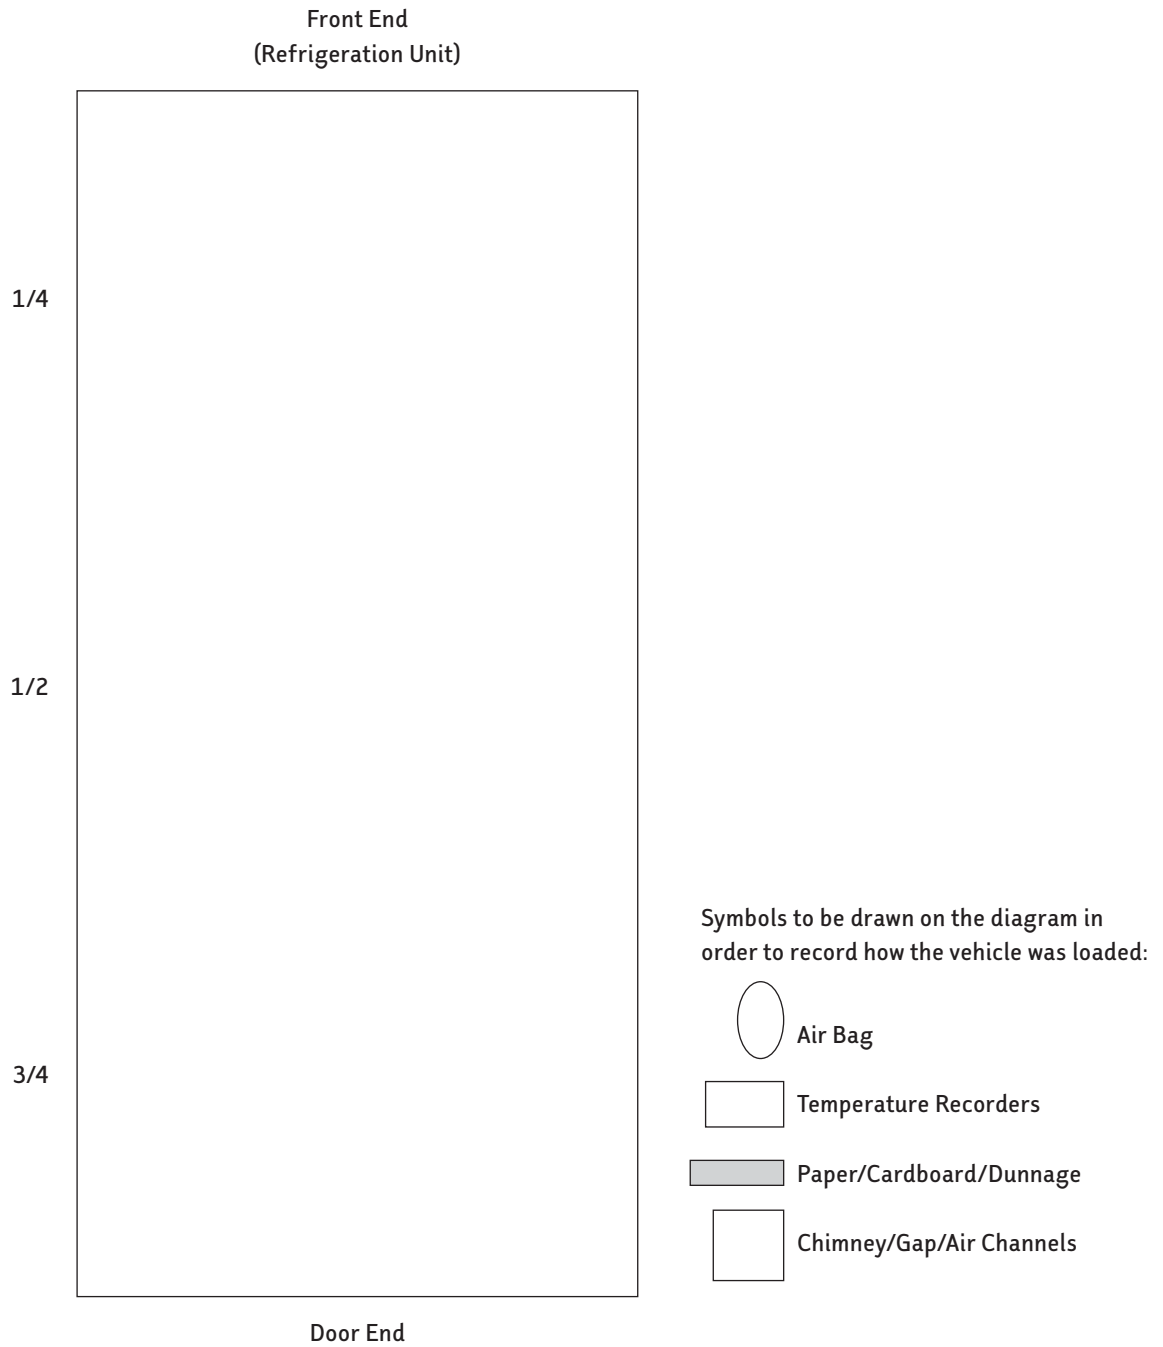 Front End
(Refrigeration Unit)
1/4
1/2
3/4
Symbols to be drawn on the diagram in
order to record how the vehicle was loaded:
Air Bag
Temperature Recorders
Paper/Cardboard/Dunnage
Chimney/Gap/Air Channels
Door End